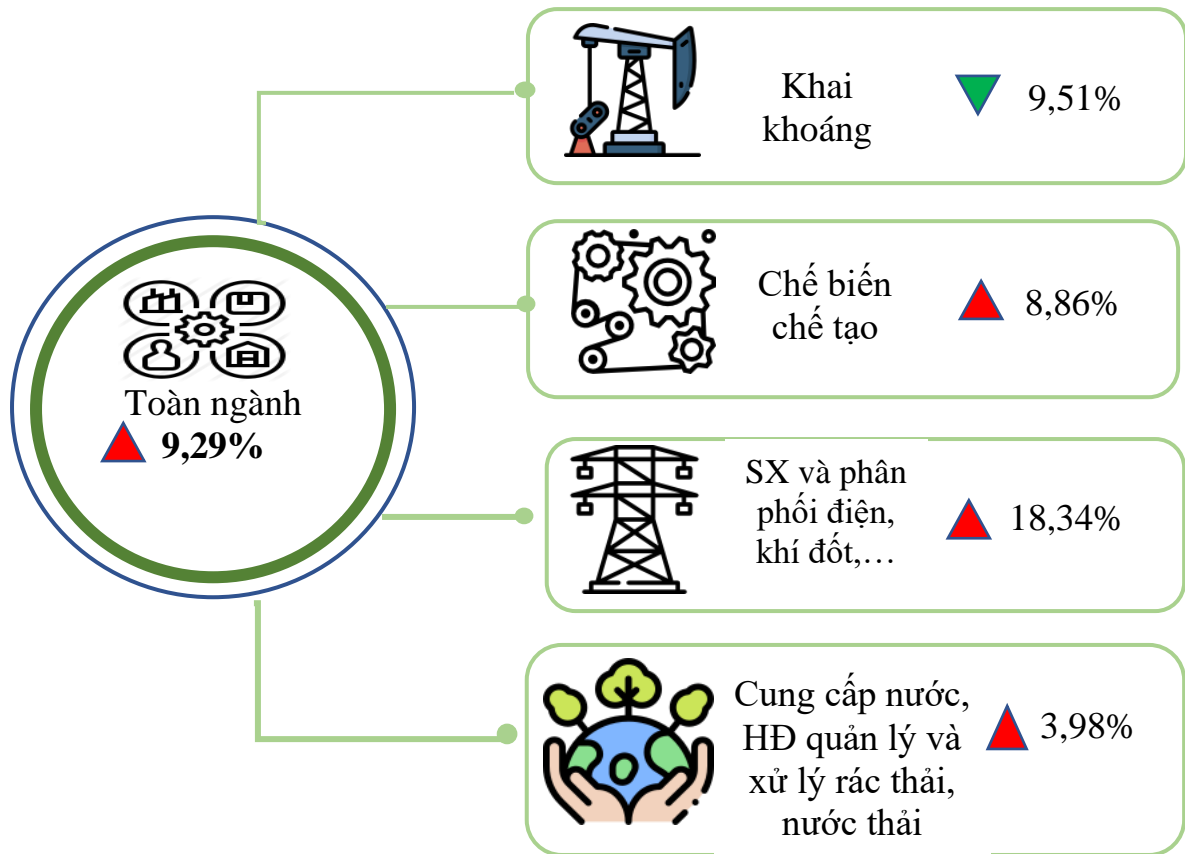 Khai
khoáng
9,51%
Chế biến
chế tạo
8,86%
Toàn ngành
9,29%
SX và phân
phối điện,
khí đốt,...
18,34%
Cung cấp nước,
HĐ quản lý và
xử lý rác thải,
nước thải
3,98%